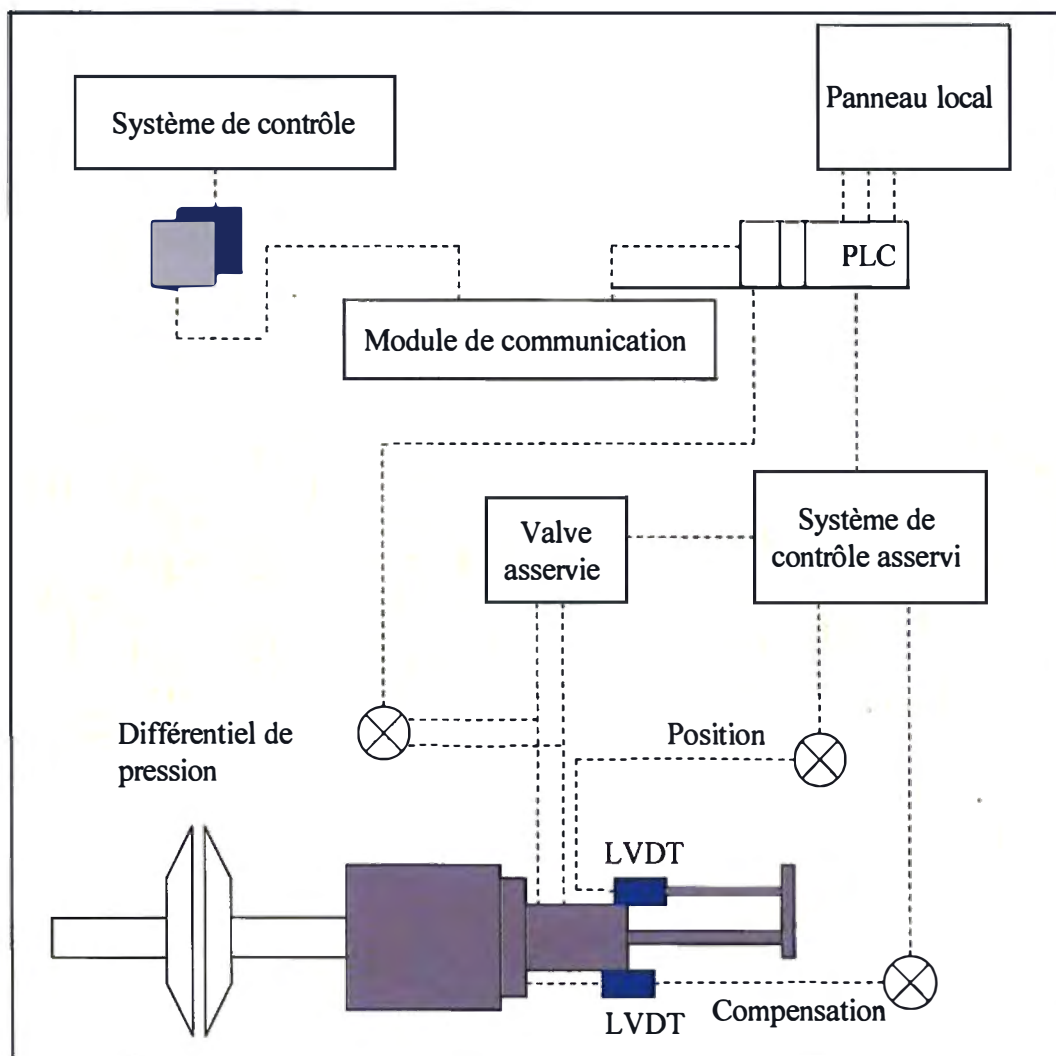 Système de contrôle
Panneau local
PLC
Module de communication
Valve
asservie
Système de
contrôle asservi
Différentiel de
pression
Position
LVDT
LVDT
Compensation